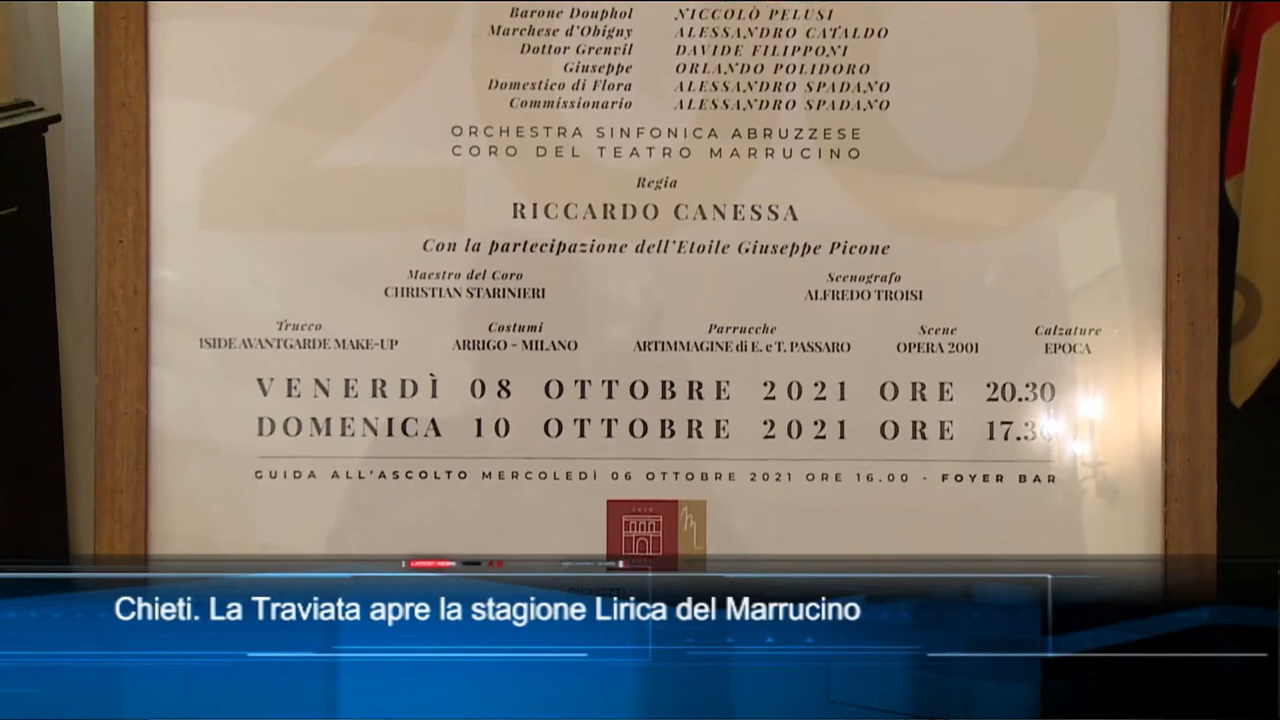 Barone Douphol NICCOLÒ PELUSI
Marchese d'Obigny ALESSANDRO CATALDO
Dottor Grenvil DAVIDE FILIPPONI
Giuseppe ORLANDO POLIDORO
Domestico di Flora ALESSANDRO SPADANO
Commissionario ALESSANDRO SPADANO
ORCHESTRA SINFONICA ABRUZZESE
CORO DEL TEATRO MARRUCINO
Regia
RICCARDO CANESSA
Con la partecipazione dell'Etoile Giuseppe Picone
Maestro del Coro Scenografo
CHRISTIAN STARINIERI ALFREDO TROISI
Trucco Costumi Parrucche Scene Calzature
ISIDE AVANTGARDE MAKE-UP ARRIGO - MILANO ARTIMMAGINE di E. e T. PASSARO OPERA 2001 EPOCA
VENERDÌ 08 OTTOBRE 2021 ORE 20.30
DOMENICA 10 OTTOBRE 2021 ORE 17.30
GUIDA ALL'ASCOLTO MERCOLEDÌ 06 OTTOBRE 2021 ORE 16.00 - FOYER BAR
LATEST NEWS
Chieti. La Traviata apre la stagione Lirica del Marrucino